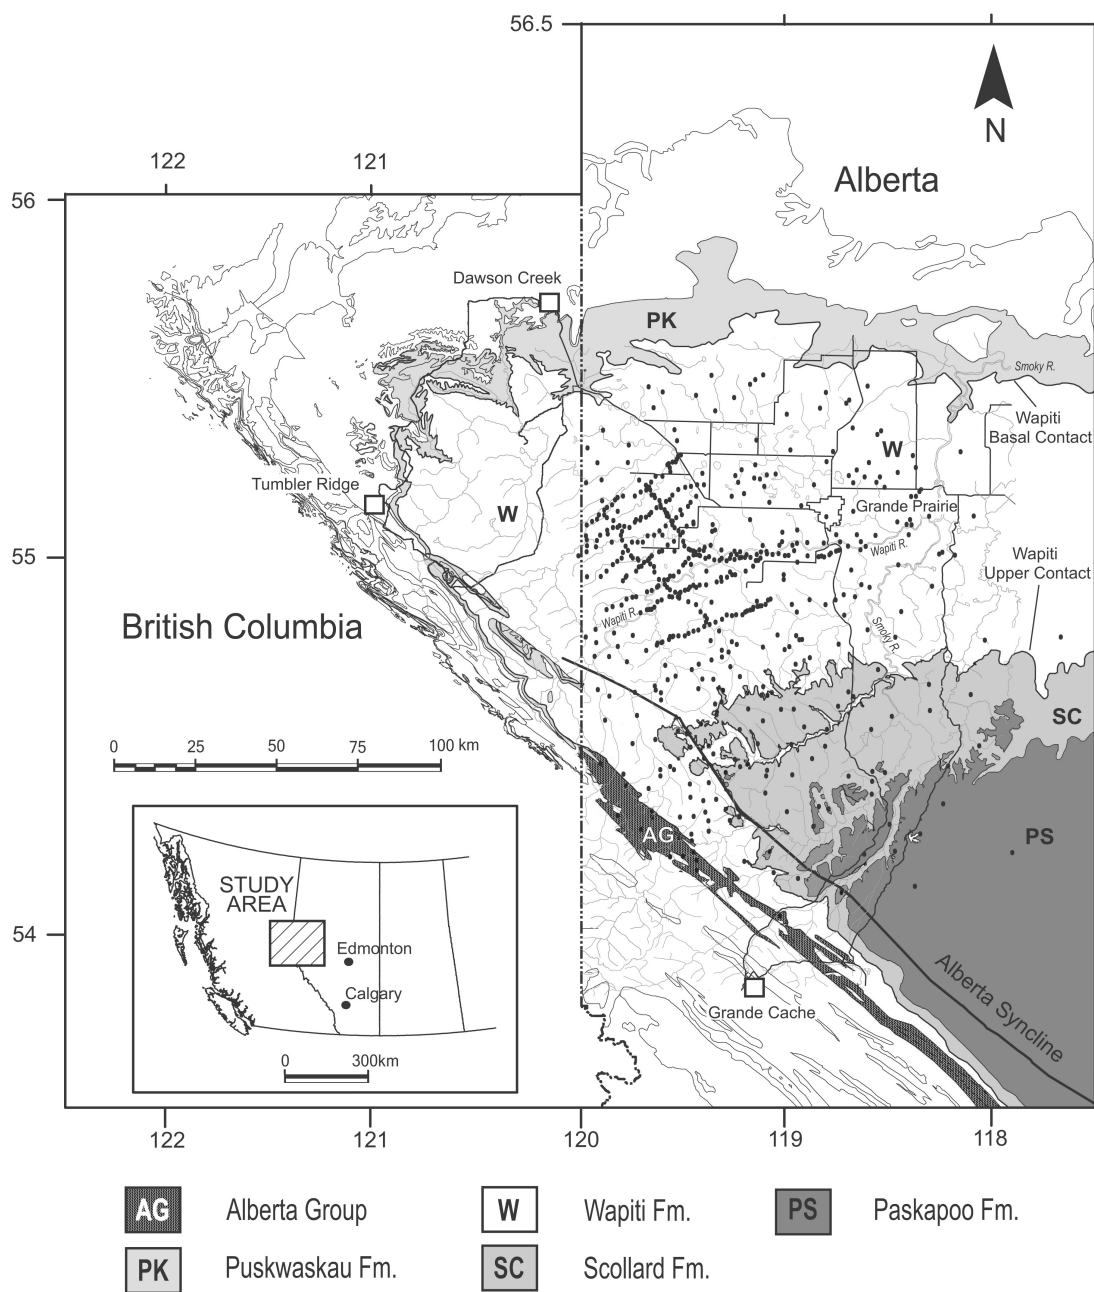 56.5
N
122
121
Alberta
56
Dawson Creek
PK
Smoky R.
Wapiti
Basal Contact
W
Tumbler Ridge
W
Grande Prairie
Wapiti R.
55
Wapiti
Upper Contact
Wapiti R.
British Columbia
Smoky R.
SC
0
25
50
75
100 km
AG
PS
STUDY
AREA
54
Edmonton
Alberta Syncline
Calgary
Grande Cache
0
300km
122
121
120
119
118
AG
Alberta Group
W
Wapiti Fm.
PS
Paskapoo Fm.
PK
Puskwaskau Fm.
SC
Scollard Fm.